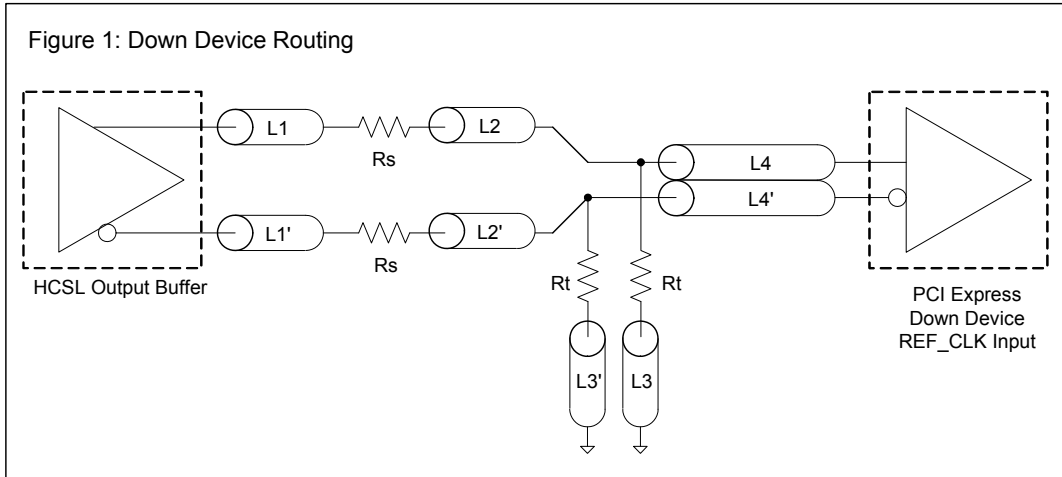 Figure 1: Down Device Routing
L1
Rs
L2
L4
L4'
L1'
Rs
L2'
HCSL Output Buffer
Rt
Rt
L3'
L3
PCI Express
Down Device
REF_CLK Input